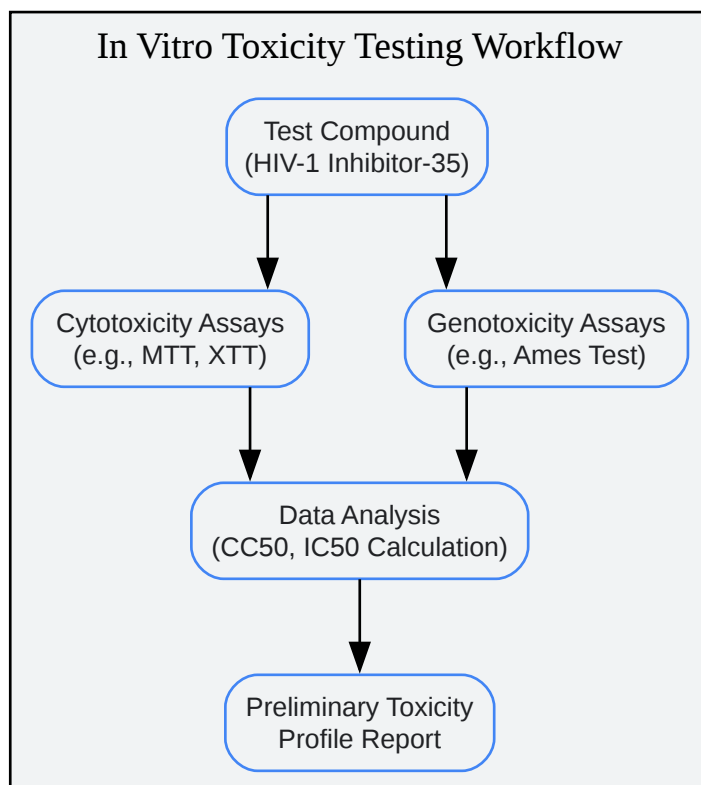 In Vitro Toxicity Testing Workflow
Test Compound
(HIV-1 Inhibitor-35)
Cytotoxicity Assays
(e.g., MTT, XTT)
Genotoxicity Assays
(e.g., Ames Test)
Data Analysis
(CC50, IC50 Calculation)
Preliminary Toxicity
Profile Report